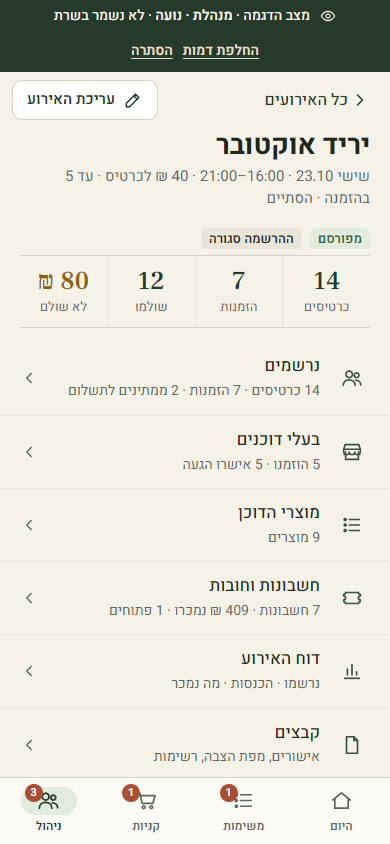 מצב הדגמה · מנהלת · נועה · לא נשמר בשרת
החלפת דמות הסתרה
כל האירועים
עריכת האירוע
יריד אוקטובר
שישי 23.10 · 16:00–21:00 · 40 ₪ לכרטיס · עד 5
בהזמנה · הסתיים
מפורסם
ההרשמה סגורה
14
כרטיסים
7
הזמנות
12
שולמו
80 ₪
לא שולם
נרשמים
14 כרטיסים · 7 הזמנות · 2 ממתינים לתשלום
בעלי דוכנים
5 הוזמנו · 5 אישרו הגעה
מוצרי הדוכן
9 מוצרים
חשבונות וחובות
7 חשבונות · 409 ₪ נמכרו · 1 פתוחים
דוח האירוע
נרשמו · הכנסות · מה נמכר
קבצים
אישורים, מפת הצבה, רשימות
היום
1
משימות
1
קניות
3
ניהול